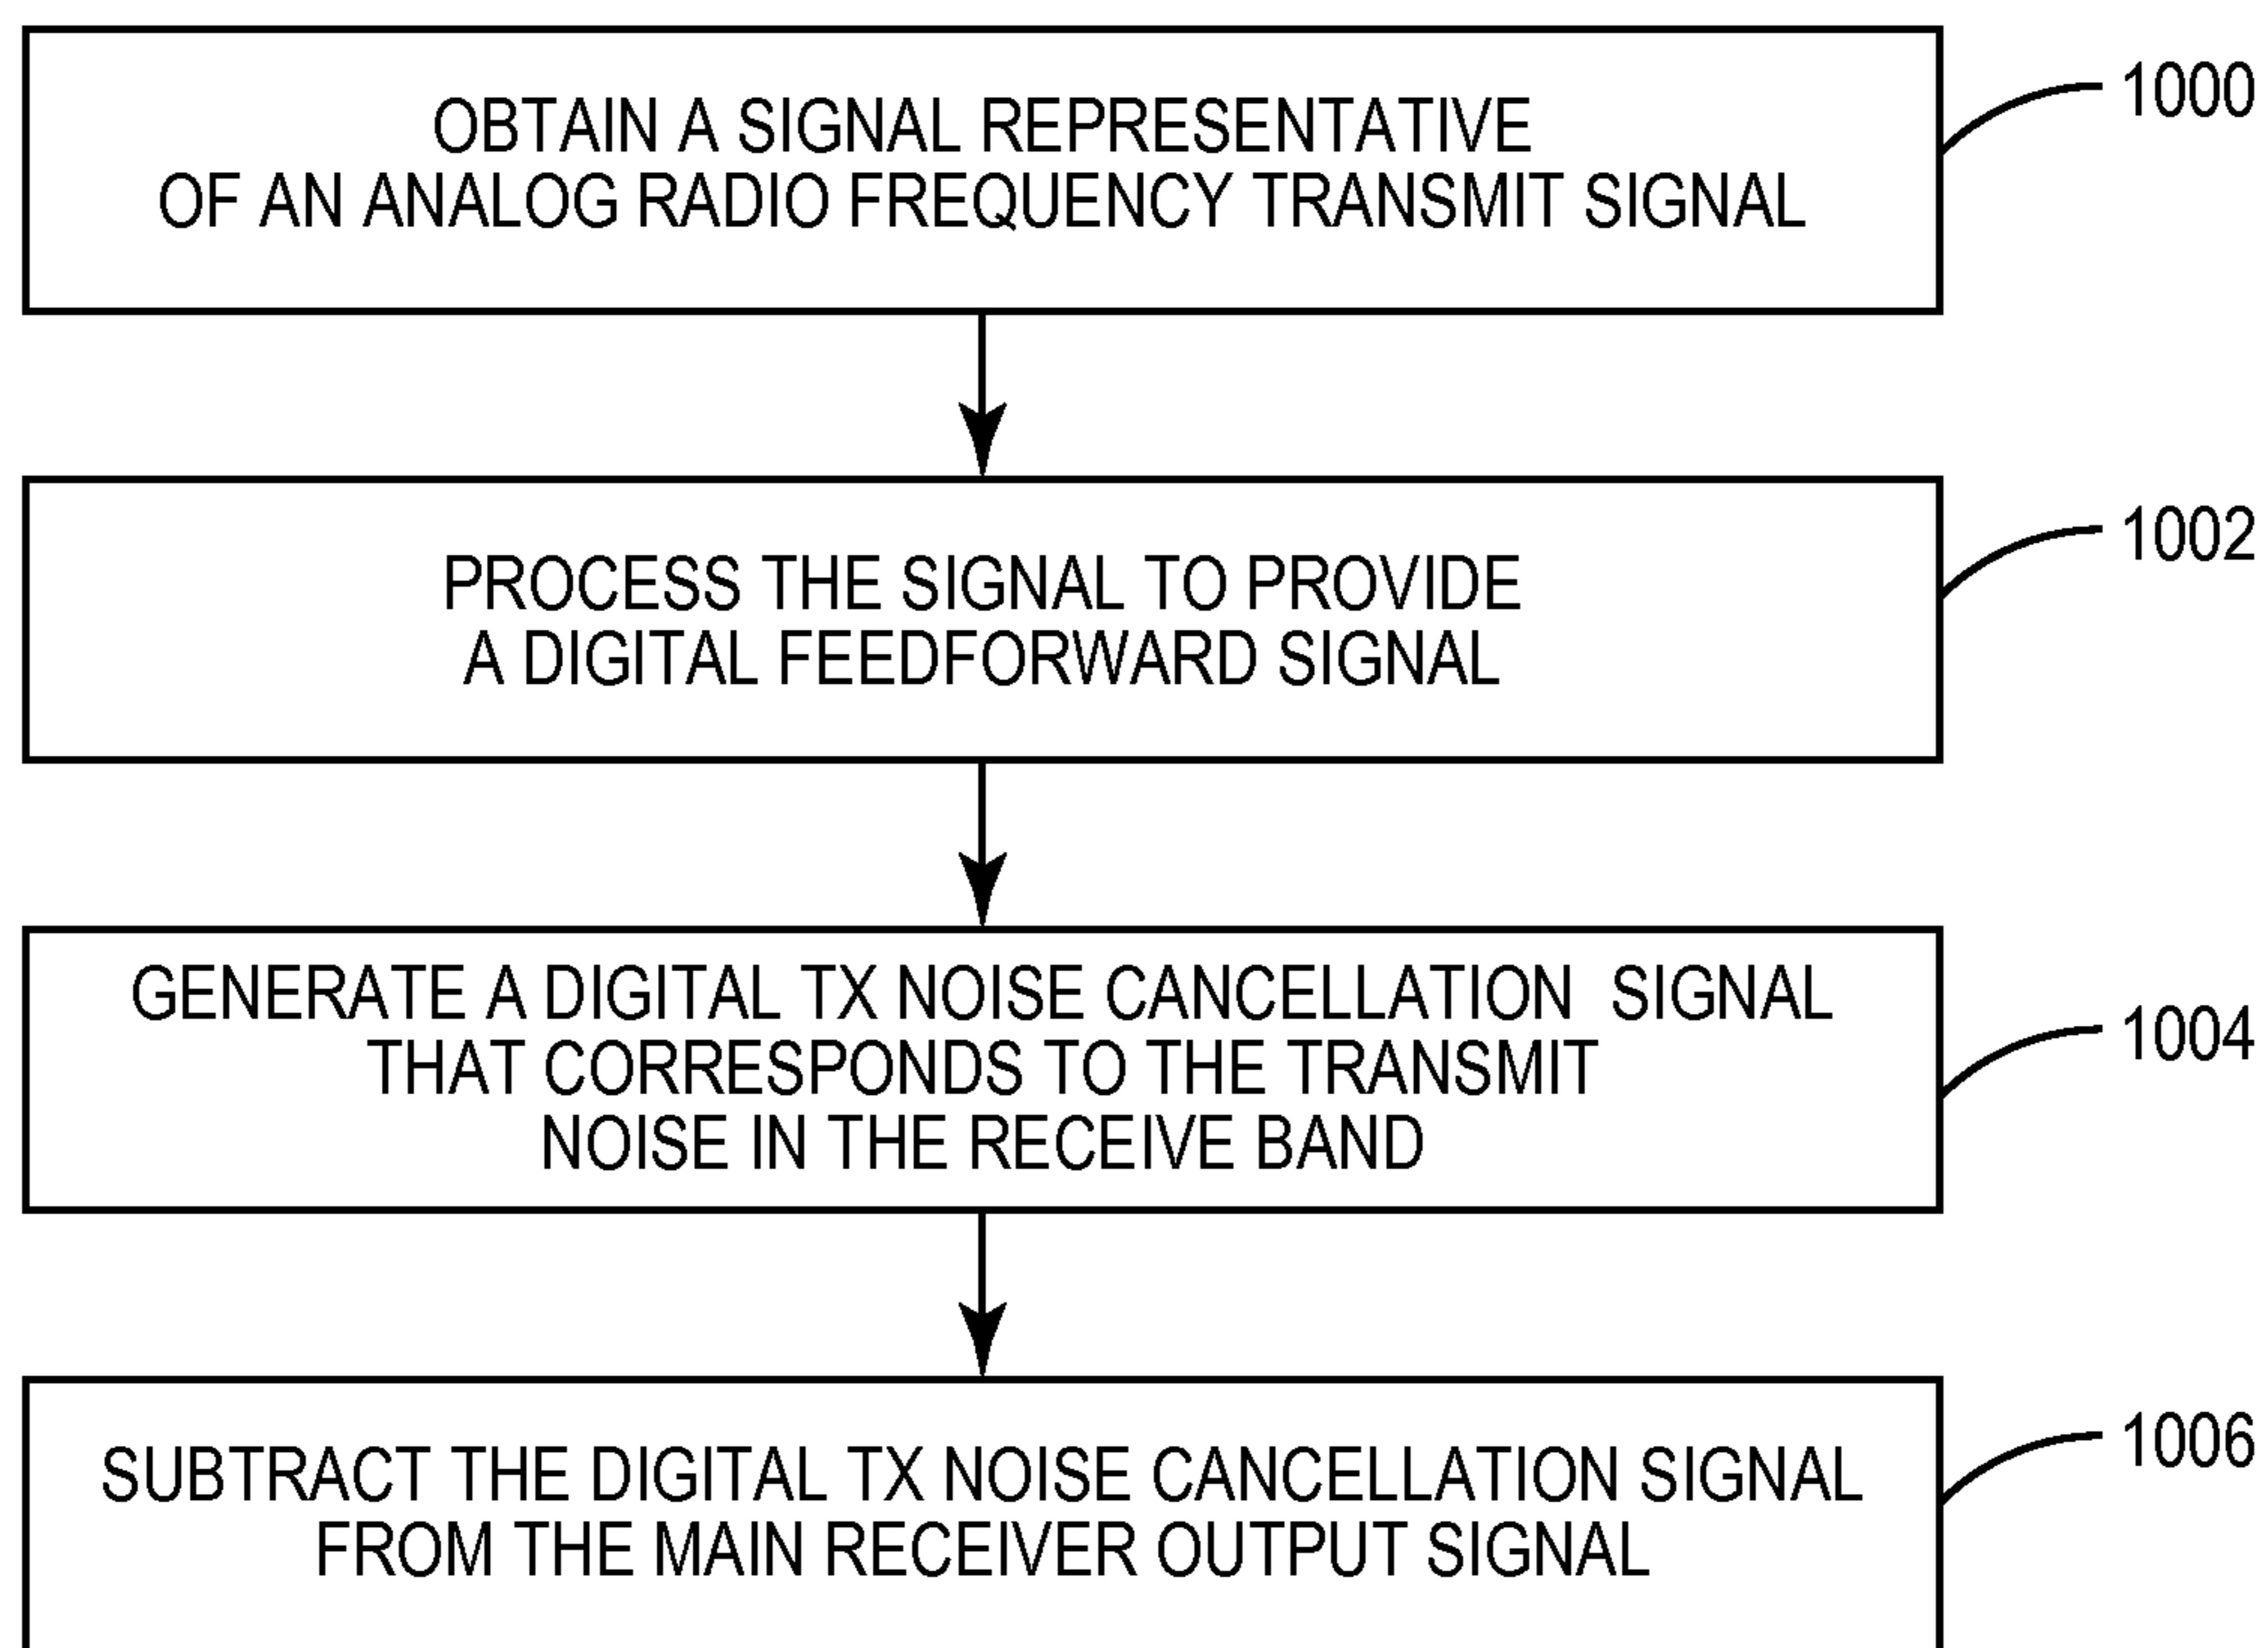 OBTAIN A SIGNAL REPRESENTATIVE
OF AN ANALOG RADIO FREQUENCY TRANSMIT SIGNAL
1000
PROCESS THE SIGNAL TO PROVIDE
A DIGITAL FEEDFORWARD SIGNAL
1002
GENERATE A DIGITAL TX NOISE CANCELLATION SIGNAL
THAT CORRESPONDS TO THE TRANSMIT
NOISE IN THE RECEIVE BAND
1004
SUBTRACT THE DIGITAL TX NOISE CANCELLATION SIGNAL
FROM THE MAIN RECEIVER OUTPUT SIGNAL
1006